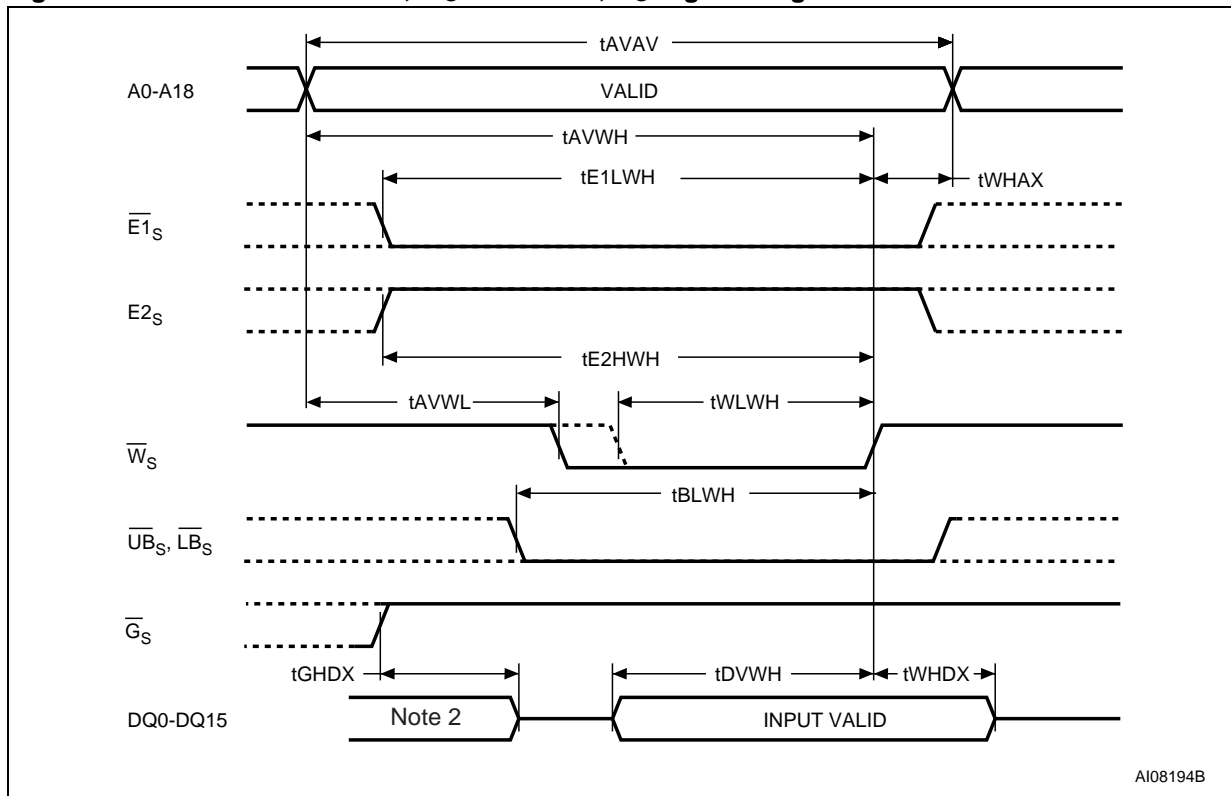 tAVAV
A0-A18
VALID
tAVWH
tE1LWH
tWHAX
E1S
E2S
tE2HWH
tAVWL
tWLWH
WS
tBLWH
UBS, LBS
GS
tGHDX
tDVWH
tWHDX
DQ0-DQ15
Note 2
INPUT VALID
AI08194B